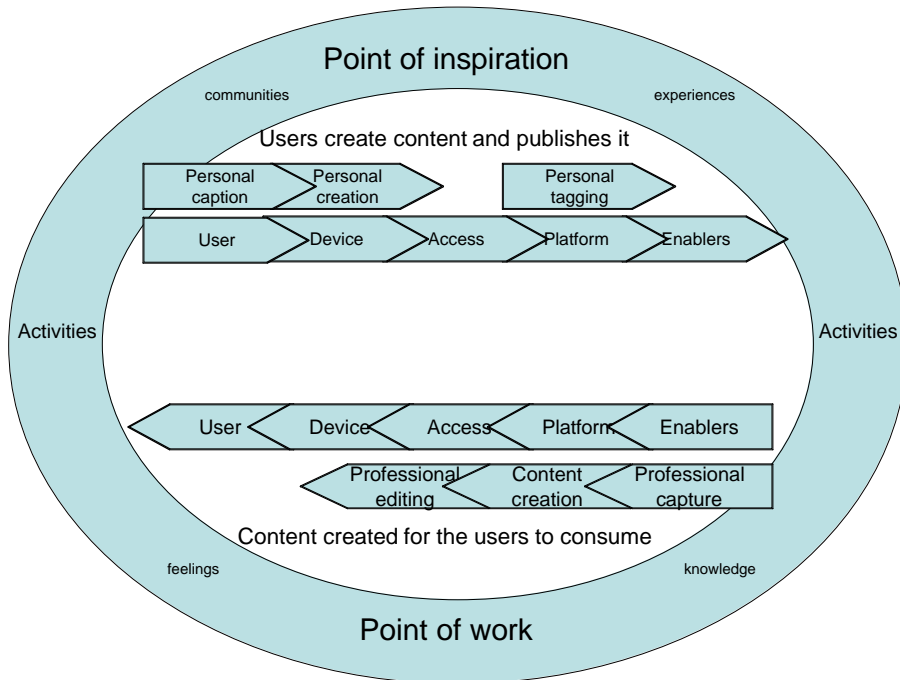 Point of inspiration
communities
experiences
Users create content and publishes it
Personal
caption
Personal
creation
Personal
tagging
User
Device
Access
Platform
Enablers
Activities
Activities
User
Device
Access
Platform
Enablers
Professional
editing
Content
creation
Professional
capture
Content created for the users to consume
feelings
knowledge
Point of work